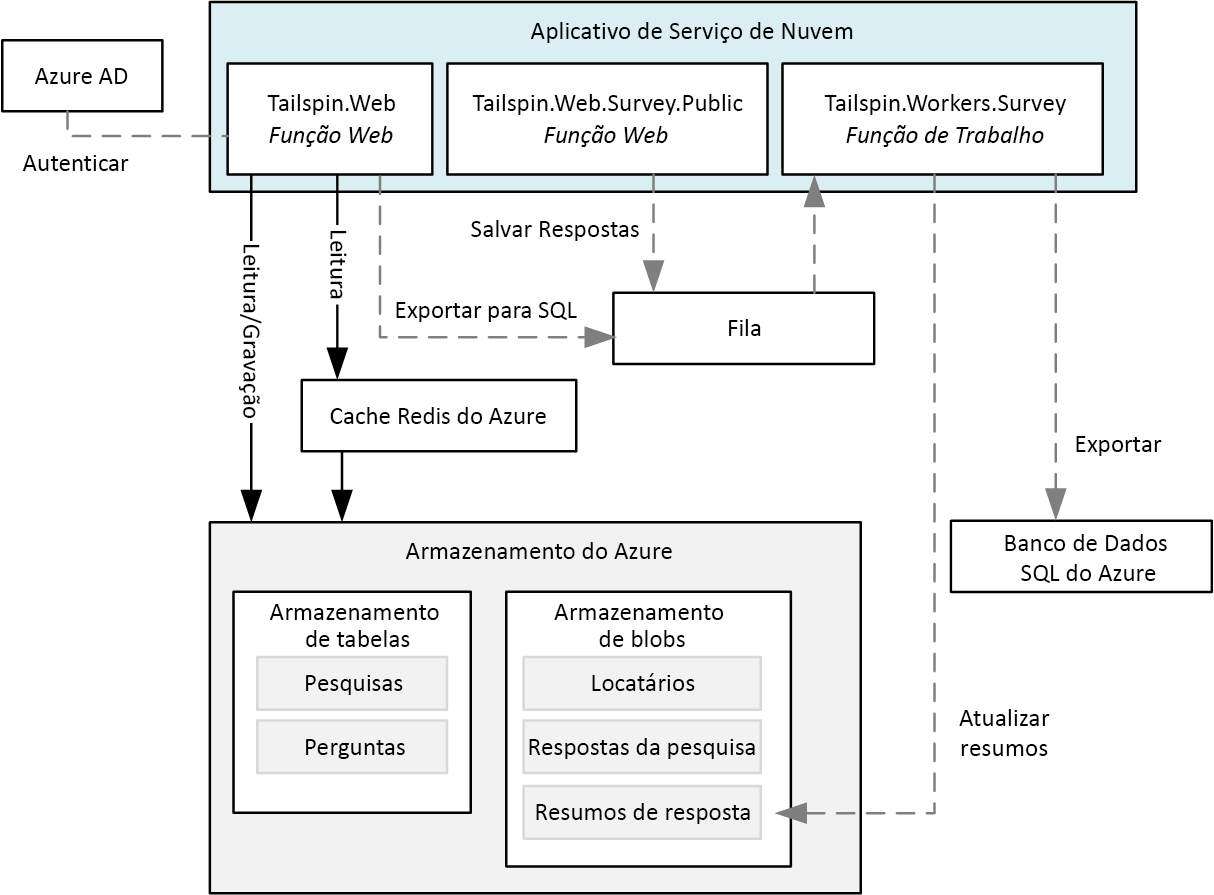 Aplicativo de Serviço de Nuvem
Azure AD
Autenticar
Tailspin.Web
Função Web
Tailspin.Web.Survey.Public
Função Web
Tailspin.Workers.Survey
Função de Trabalho
Leitura/Gravação
Leitura
Salvar Respostas
Exportar para SQL
Fila
Cache Redis do Azure
Exportar
Banco de Dados
SQL do Azure
Armazenamento do Azure
Armazenamento
de tabelas
Pesquisas
Perguntas
Armazenamento
de blobs
Locatários
Respostas da pesquisa
Resumos de resposta
Atualizar
resumos